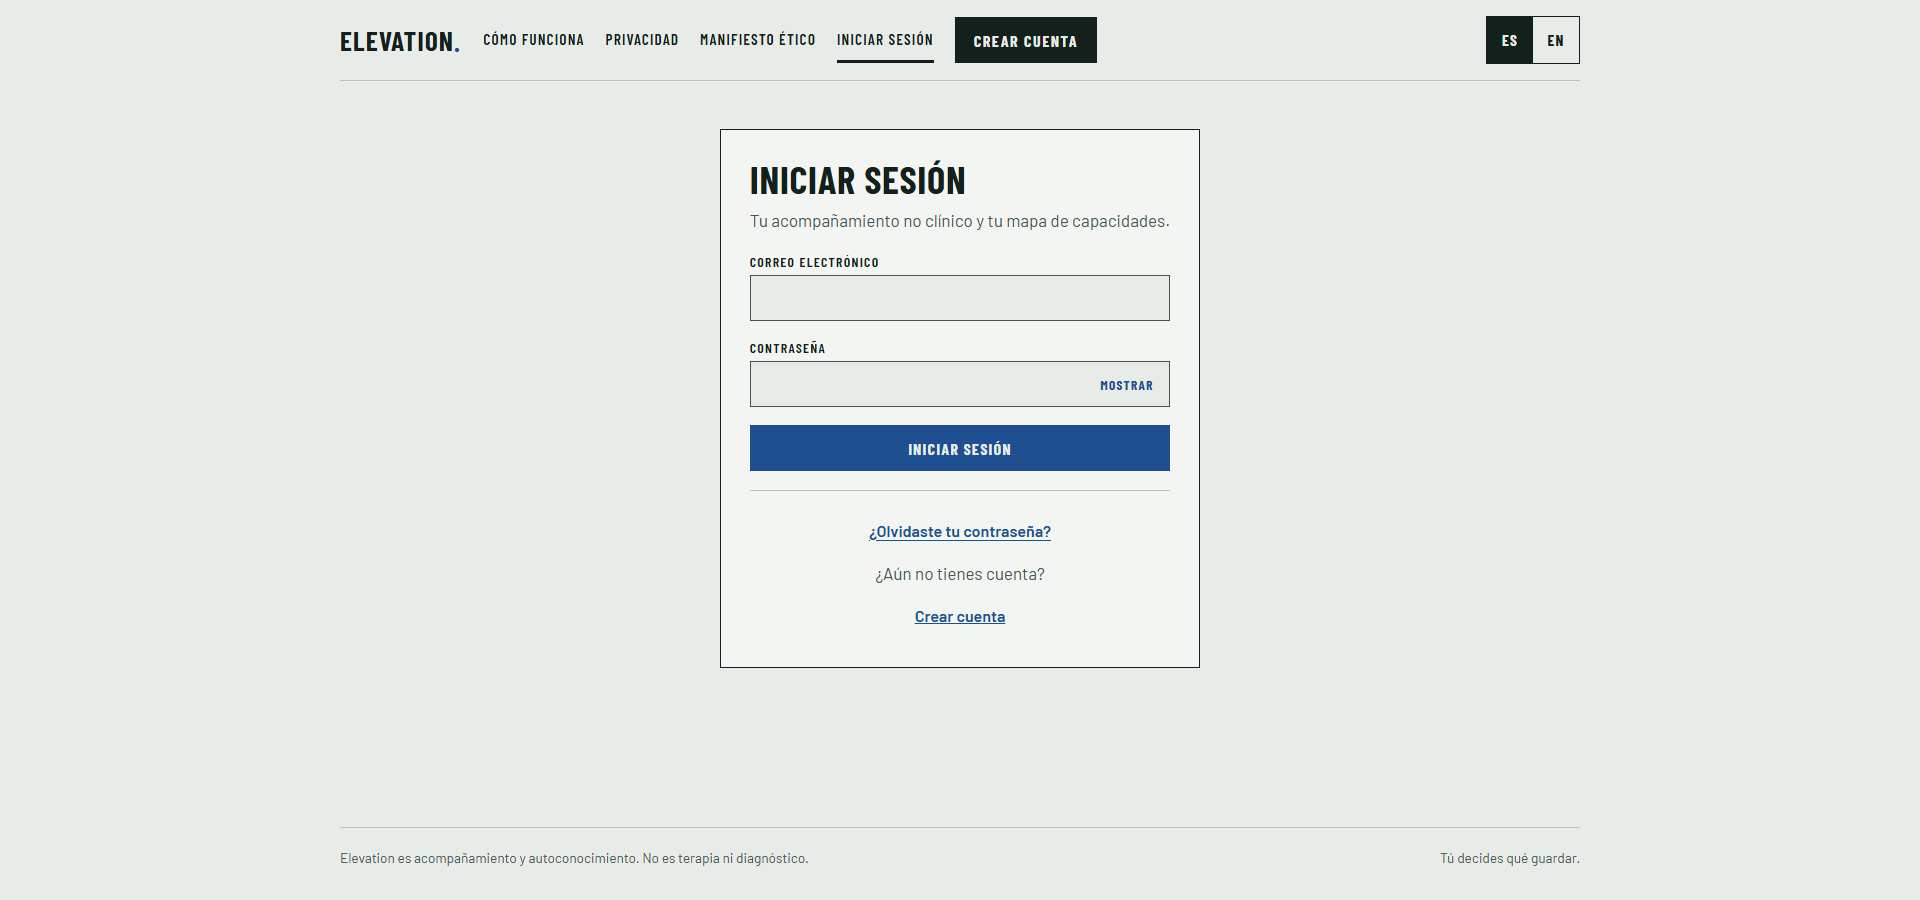 ELEVATION.
CÓMO FUNCIONA
PRIVACIDAD
MANIFIESTO ÉTICO
INICIAR SESIÓN
CREAR CUENTA
ES
EN
INICIAR SESIÓN
Tu acompañamiento no clínico y tu mapa de capacidades.
CORREO ELECTRÓNICO
CONTRASEÑA
MOSTRAR
INICIAR SESIÓN
¿Olvidaste tu contraseña?
¿Aún no tienes cuenta?
Crear cuenta
Elevation es acompañamiento y autoconocimiento. No es terapia ni diagnóstico.
Tú decides qué guardar.